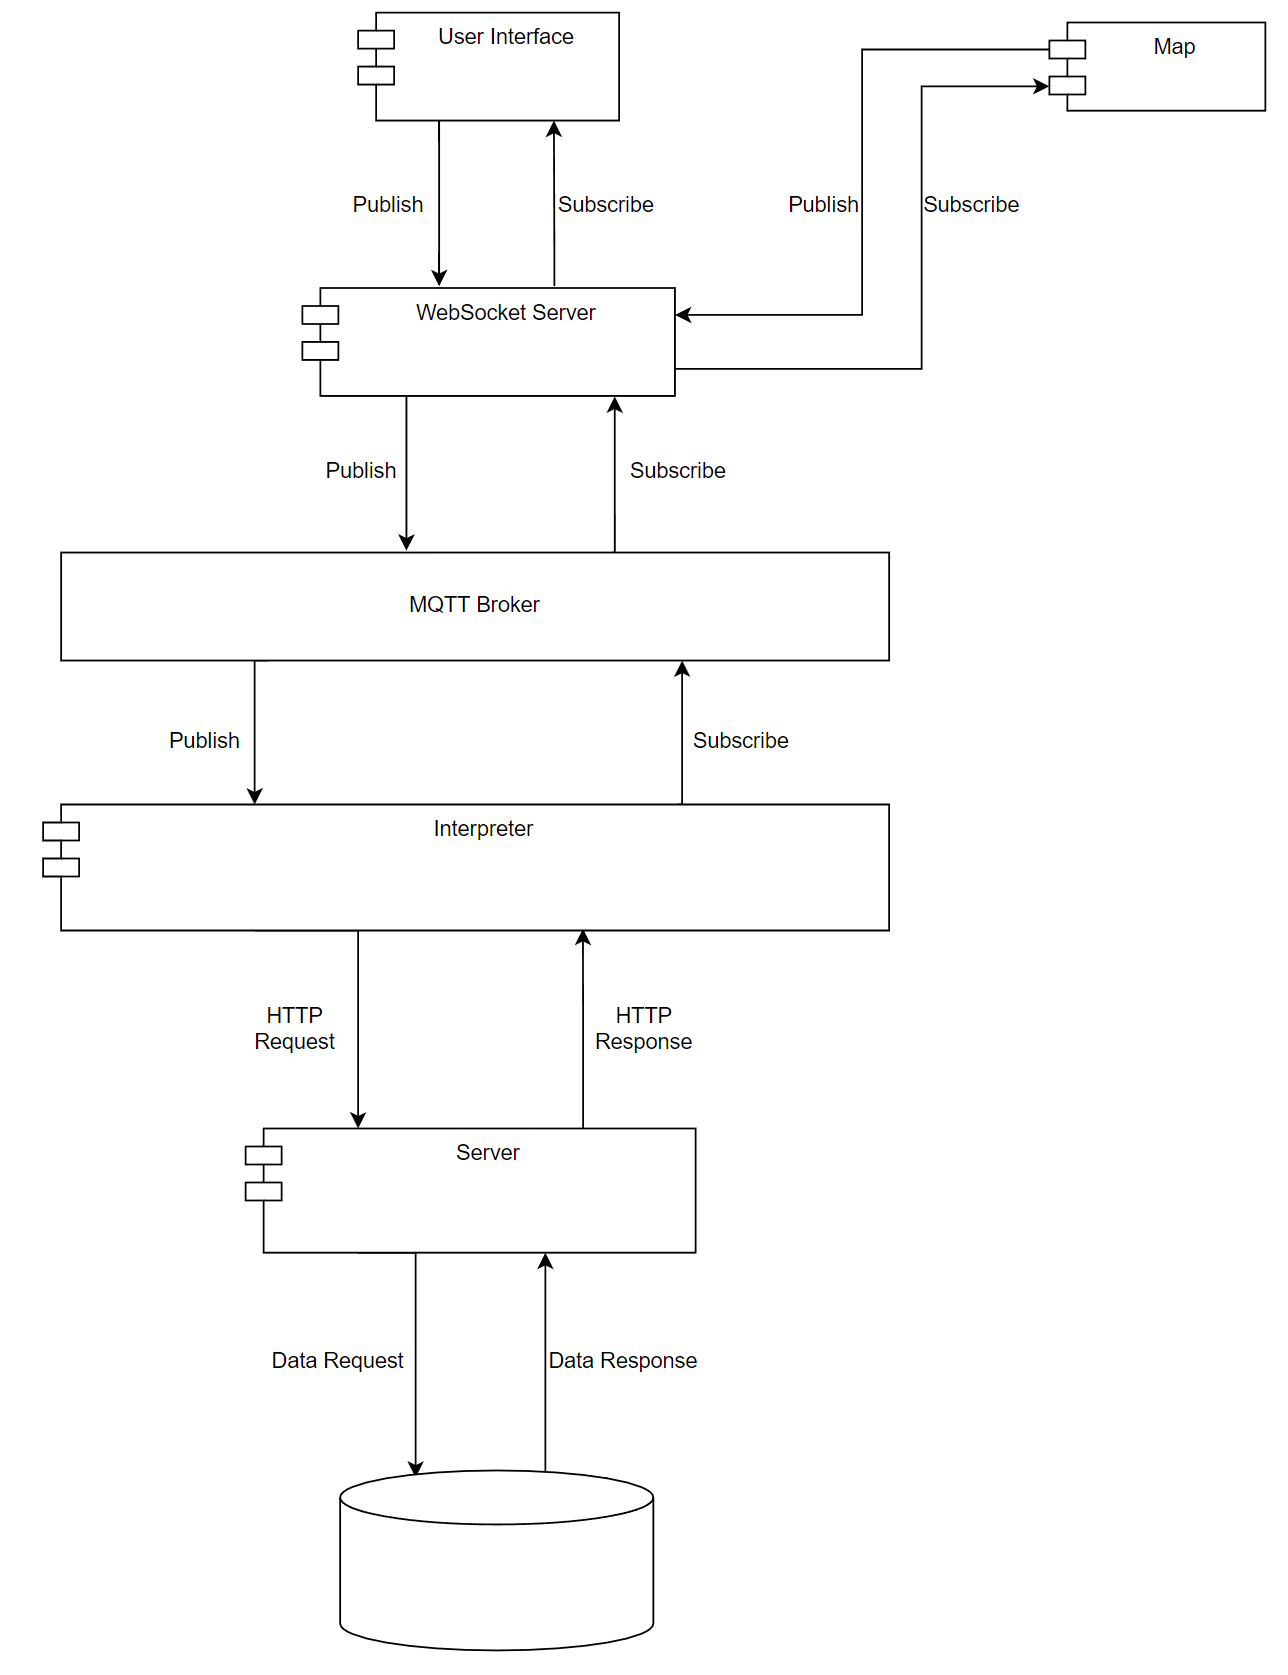 User Interface
Map
Publish
Subscribe
Publish
Subscribe
WebSocket Server
Publish
Subscribe
MQTT Broker
Publish
Subscribe
Interpreter
HTTP
Request
HTTP
Response
Server
Data Request
Data Response